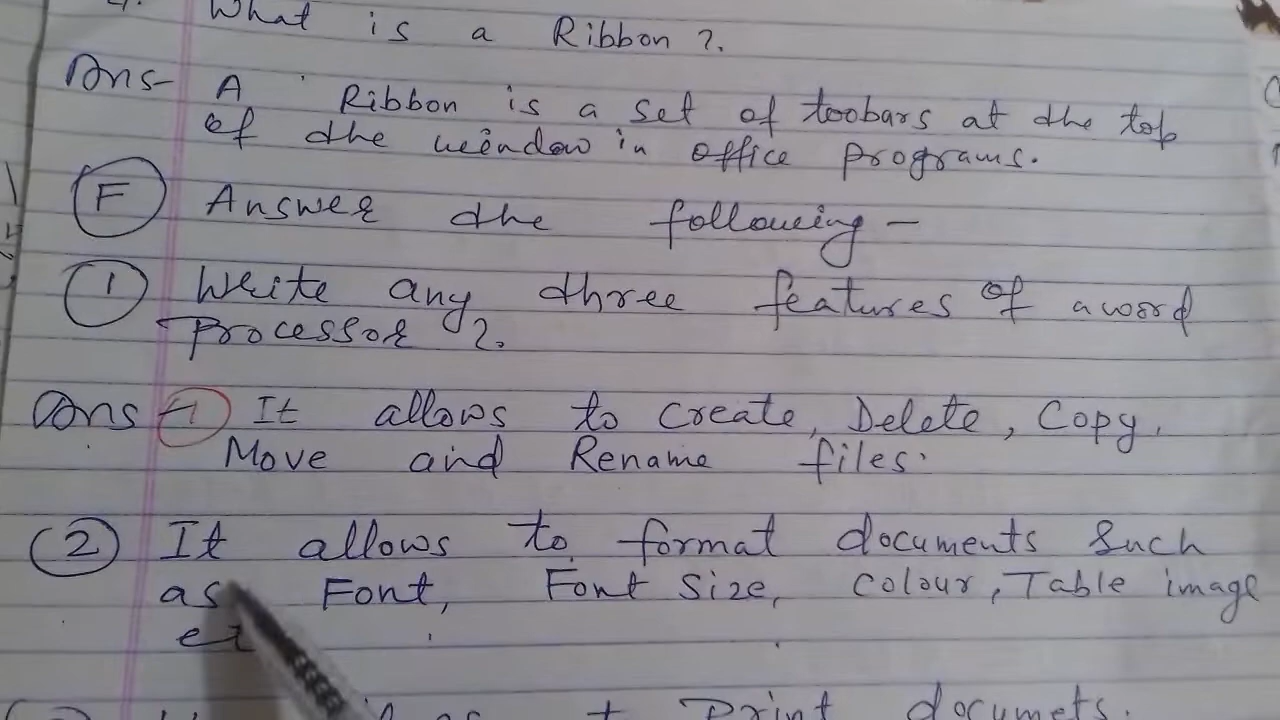 What is a Ribbon ?.
Ans- A Ribbon is a set of toobars at the top
of the window in office programs.
F Answer the following -
1 Write any three features of a word
Processor ?.
Ans - 1 It allows to Create, Delete, Copy,
Move and Rename files.
(2) It allows to format documents Such
as Font, Font Size, Colour, Table image
Print documets.